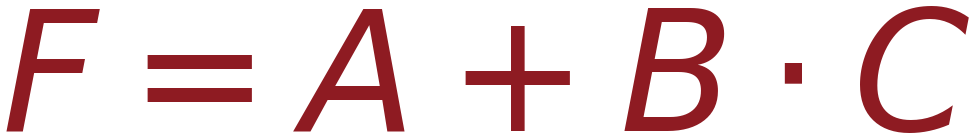 F = A + B · C